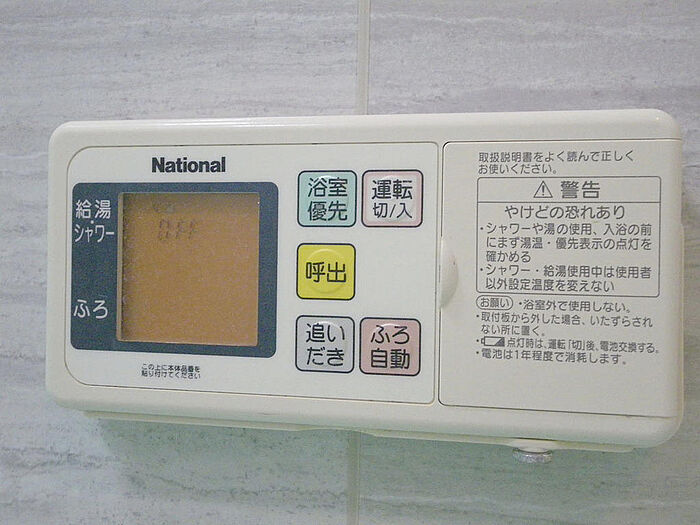 National
給湯
・
シャワー
OFF
ふろ
この上に本体品番を
貼り付けてください
浴室
優先
運転
切/入
呼出
追い
だき
ふろ
自動
取扱説明書をよく読んで正しく
お使いください。
⚠ 警告
やけどの恐れあり
・シャワーや湯の使用、入浴の前
にまず湯温・優先表示の点灯を
確かめる
・シャワー・給湯使用中は使用者
以外設定温度を変えない
お願い ・浴室外で使用しない。
・取付板から外した場合、いたずらされ
ない所に置く。
・点灯時は、運転「切」後、電池交換する。
・電池は1年程度で消耗します。